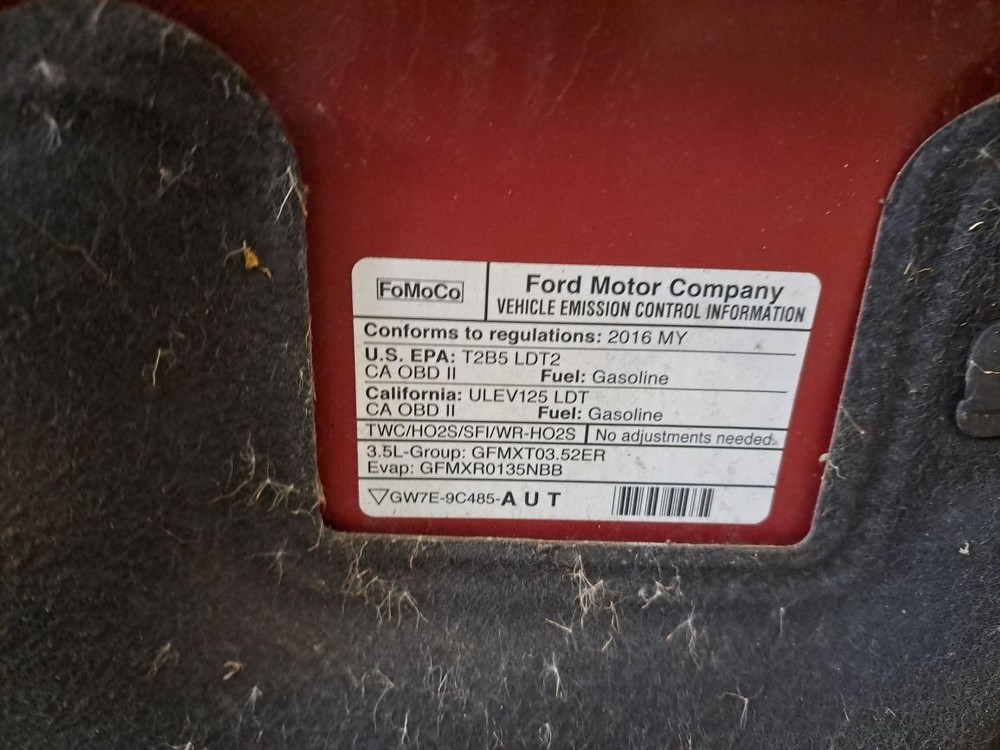 FoMoCo
Ford Motor Company
VEHICLE EMISSION CONTROL INFORMATION
Conforms to regulations: 2016 MY
U.S. EPA: T2B5 LDT2
CA OBD II Fuel: Gasoline
California: ULEV125 LDT
CA OBD II Fuel: Gasoline
TWC/HO2S/SFI/WR-HO2S No adjustments needed.
3.5L-Group: GFMXT03.52ER
Evap: GFMXR0135NBB
GW7E-9C485-A U T